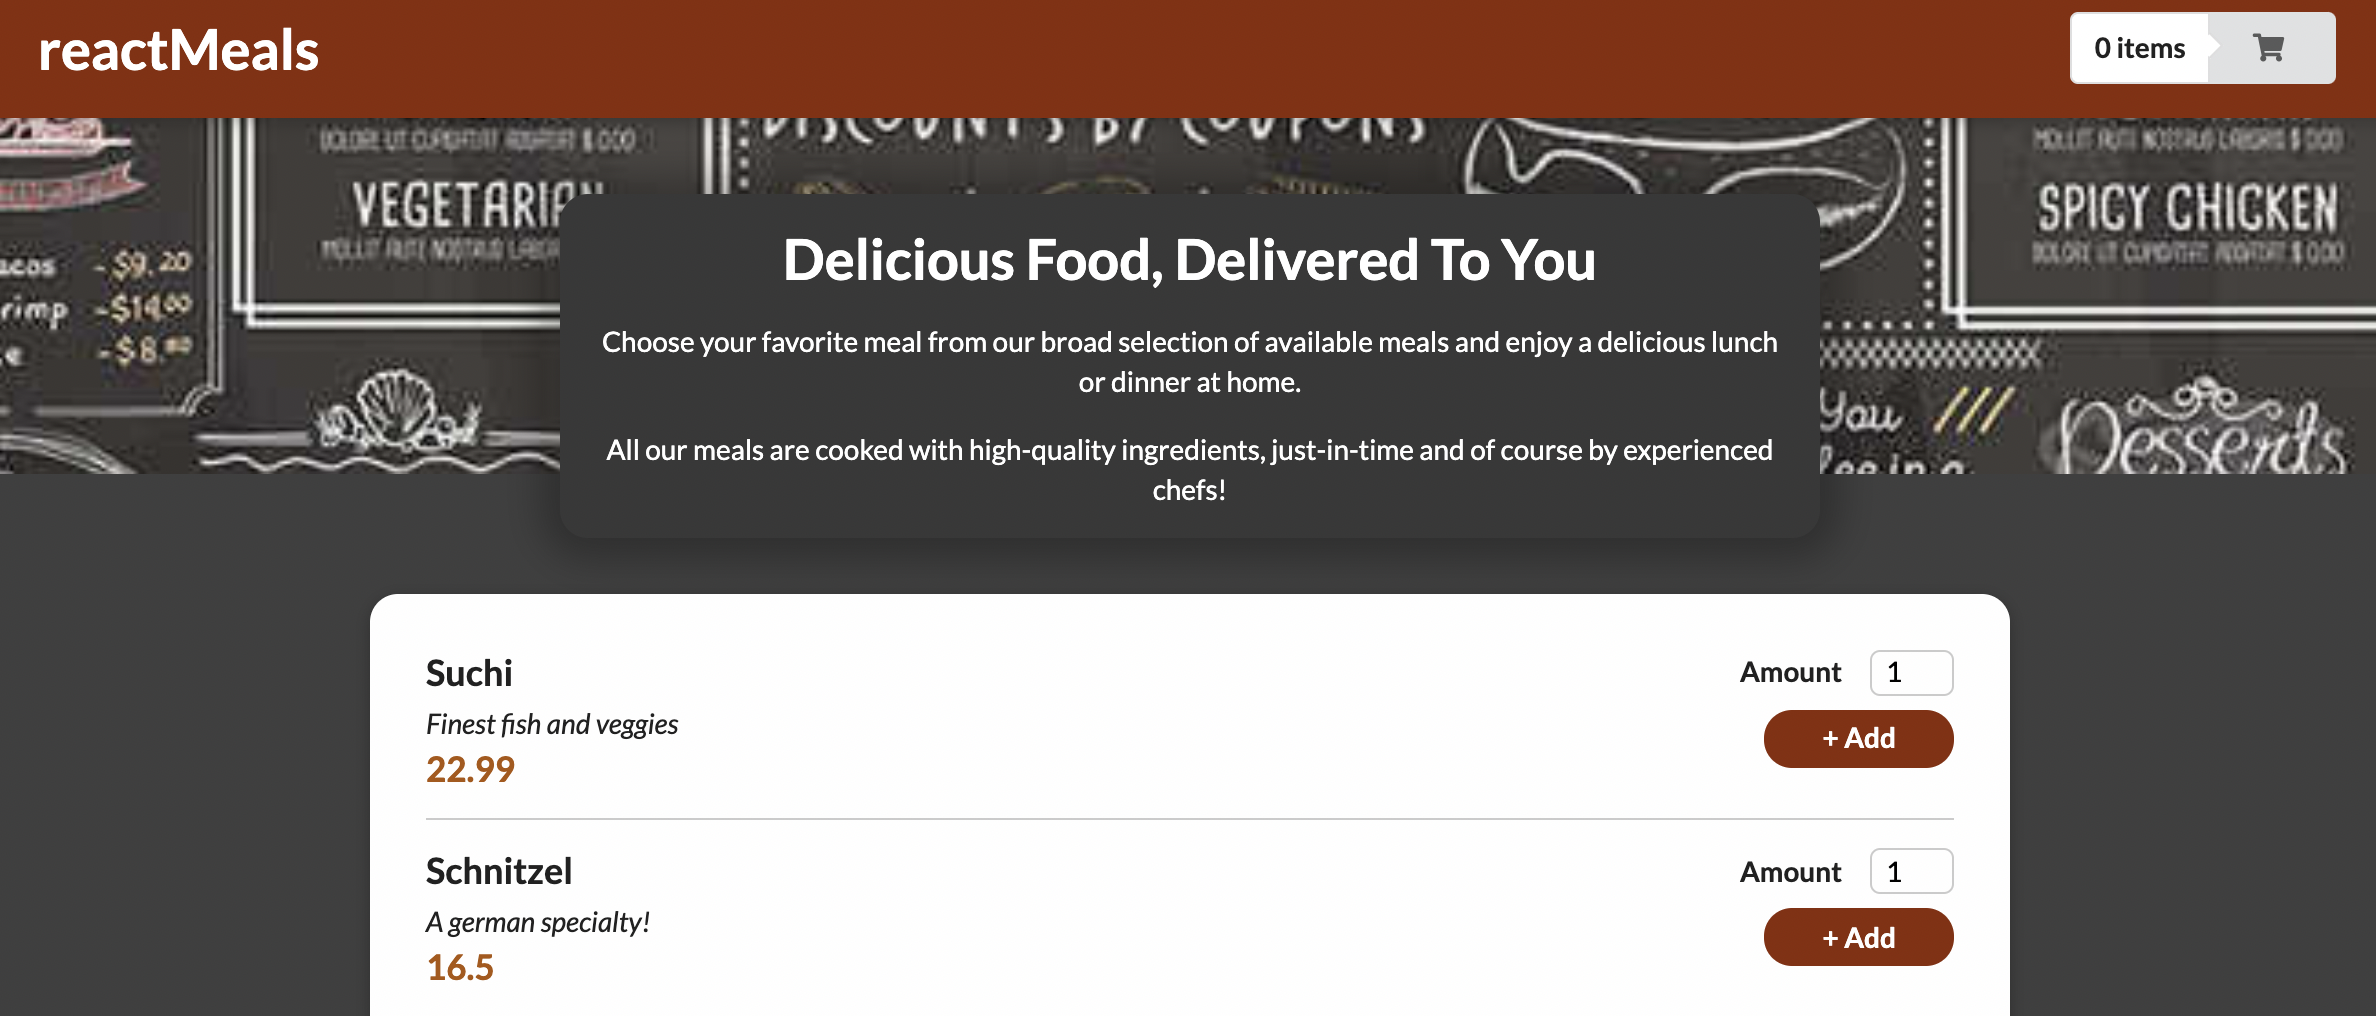 reactMeals
0 items
DISCOUNTS BY COUPONS
VEGETARIAN
SPICY CHICKEN
acos - $9.20
rimp - $14.00
Delicious Food, Delivered To You
Choose your favorite meal from our broad selection of available meals and enjoy a delicious lunch
or dinner at home.
All our meals are cooked with high-quality ingredients, just-in-time and of course by experienced
chefs!
You
Desserts
Suchi
Finest fish and veggies
22.99
Amount 1
+ Add
Schnitzel
A german specialty!
16.5
Amount 1
+ Add